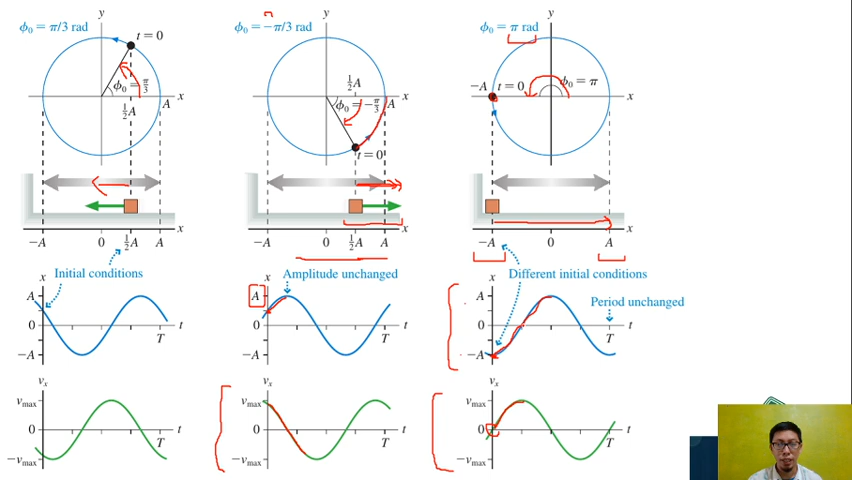 ϕ₀ = π/3 rad
y
t = 0
ϕ₀ = π/3
½A
A
x
−A
0
½A
A
x
Initial conditions
x
A
0
−A
T
t
vₓ
vmax
0
−vmax
T
t
ϕ₀ = −π/3 rad
y
½A
ϕ₀ = −π/3
A
x
t = 0
−A
0
½A
A
x
Amplitude unchanged
x
A
0
−A
T
t
vₓ
vmax
0
−vmax
T
t
ϕ₀ = π rad
y
−A
t = 0
ϕ₀ = π
x
−A
0
A
x
Different initial conditions
Period unchanged
x
A
0
−A
T
t
vₓ
vmax
0
−vmax
T
t